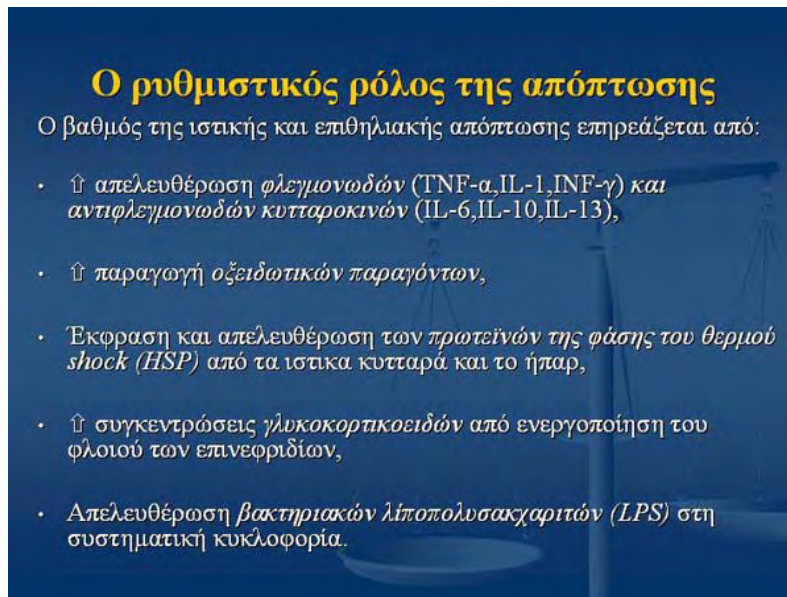 Ο ρυθμιστικός ρόλος της απόπτωσης
Ο βαθμός της ιστικής και επιθηλιακής απόπτωσης επηρεάζεται από:
• ⇧ απελευθέρωση φλεγμονωδών (TNF-α,IL-1,INF-γ) και
αντιφλεγμονωδών κυτταροκινών (IL-6,IL-10,IL-13),
• ⇧ παραγωγή οξειδωτικών παραγόντων,
• Έκφραση και απελευθέρωση των πρωτεϊνών της φάσης του θερμού
shock (HSP) από τα ιστικα κυτταρά και το ήπαρ,
• ⇧ συγκεντρώσεις γλυκοκορτικοειδών από ενεργοποίηση του
φλοιού των επινεφριδίων,
• Απελευθέρωση βακτηριακών λίποπολυσακχαριτών (LPS) στη
συστηματική κυκλοφορία.